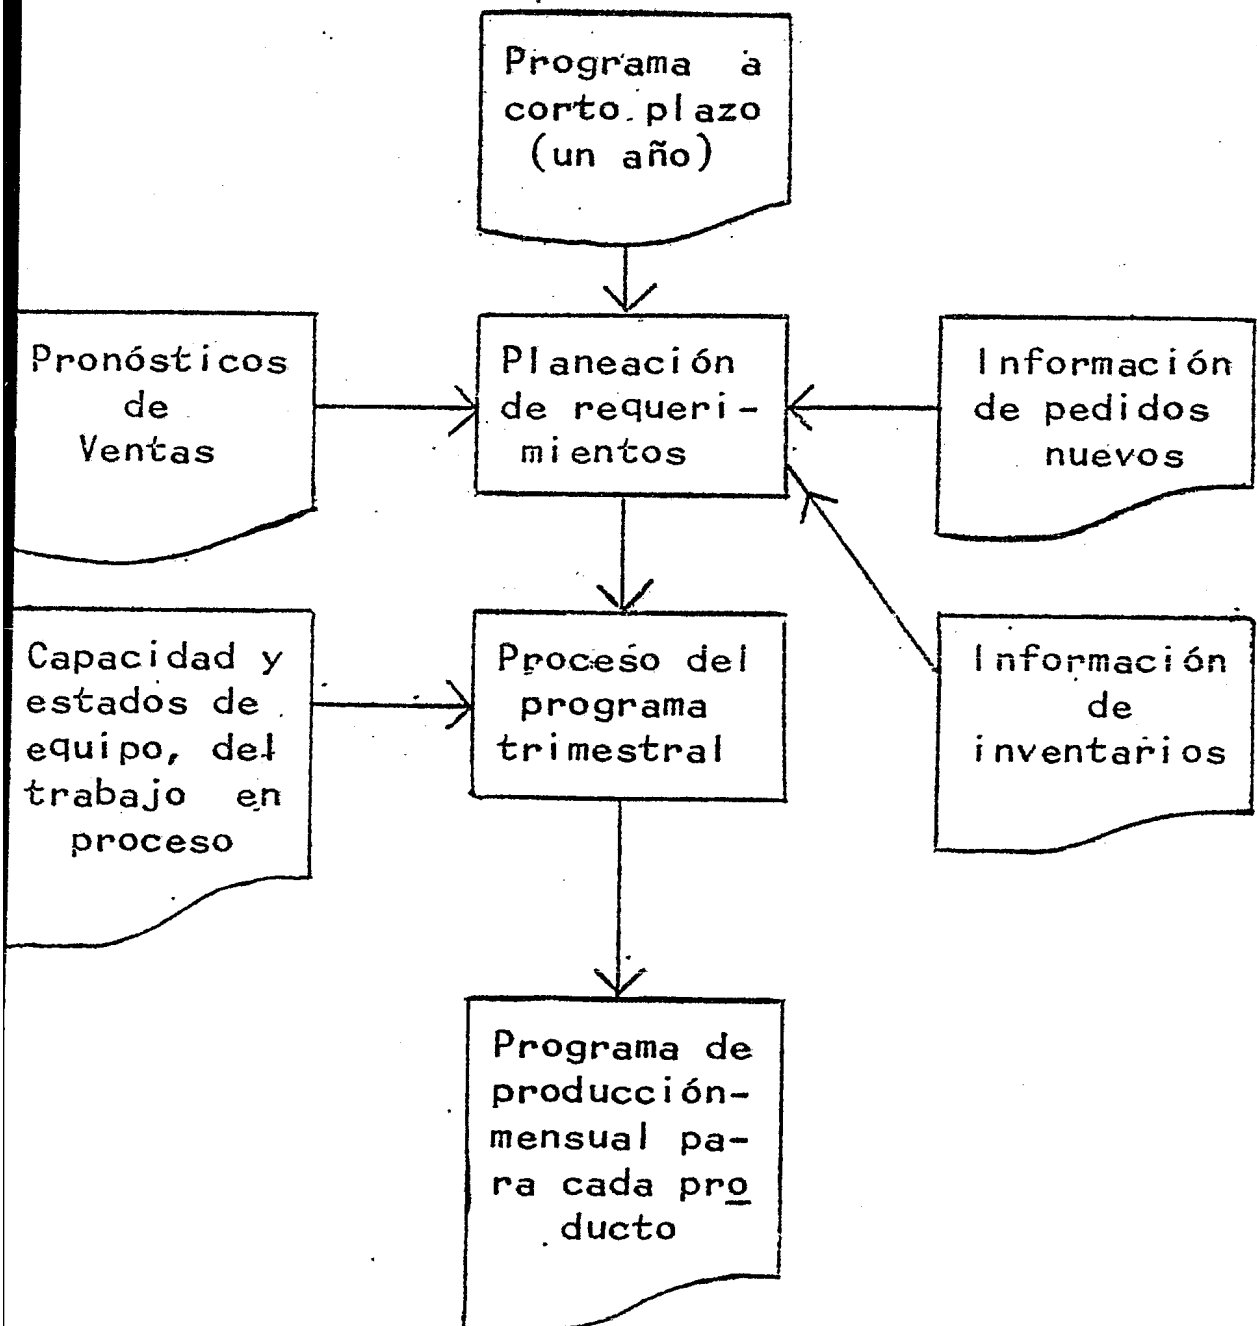 Programa a
corto plazo
(un año)
Pronósticos
de
Ventas
Planeación
de requeri-
mientos
Información
de pedidos
nuevos
Capacidad y
estados de
equipo, del
trabajo en
proceso
Proceso del
programa
trimestral
Información
de
inventarios
Programa de
producción-
mensual pa-
ra cada pro
ducto